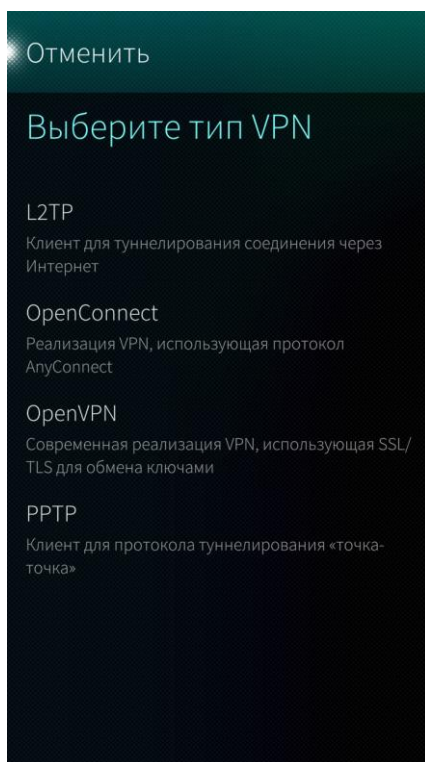 Отменить
Выберите тип VPN
L2TP
Клиент для туннелирования соединения через
Интернет
OpenConnect
Реализация VPN, использующая протокол
AnyConnect
OpenVPN
Современная реализация VPN, использующая SSL/
TLS для обмена ключами
PPTP
Клиент для протокола туннелирования «точка-
точка»